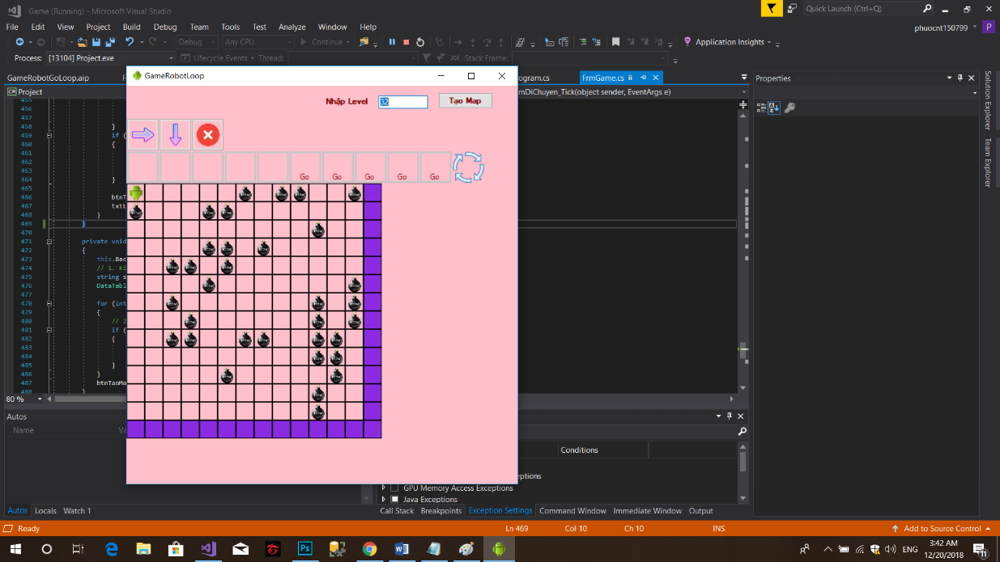 Game (Running) - Microsoft Visual Studio
Quick Launch (Ctrl+Q)
File Edit View Project Build Debug Team Tools Test Analyze Window Help
phuocnt150799 P
Debug Any CPU Continue Application Insights
Process: [13104] Project.exe Lifecycle Events Thread: Stack Frame:
GameRobotGoLoop.aip F ogram.cs FrmGame.cs
Project mDiChuyen_Tick(object sender, EventArgs e)
GameRobotLoop
Nhập Level 32 Tạo Map
Go Go Go Go Go
455
458 }
459 if (
460 {
461
462
463
464 }
465
466 btnT
467 txtL
468 }
469 }
470
471 private void
472 {
473 this.Bac
474 // 1. Ki
475 string s
476 DataTabl
477
478 for (int
479 {
480 // 2
481 if (
482 {
483
484
485 }
486 }
487 btnTaoMa
488 }
80 %
Properties
Solution Explorer
Team Explorer
Autos
Name Va
Conditions
eptions
GPU Memory Access Exceptions
Java Exceptions
Autos Locals Watch 1
Call Stack Breakpoints Exception Settings Command Window Immediate Window Output
Ready Ln 469 Col 10 Ch 10 INS Add to Source Control
ENG 3:42 AM
12/20/2018
11